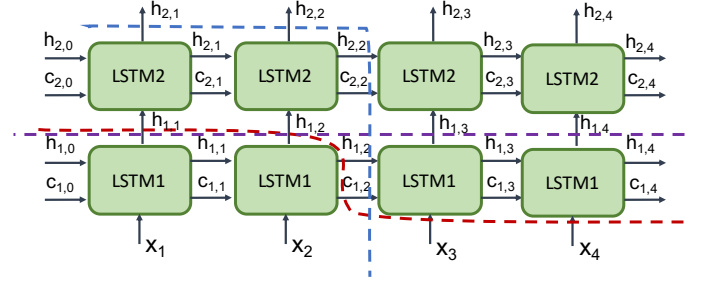 h2,1 h2,2 h2,3 h2,4
h2,0 h2,1 h2,2 h2,3 h2,4
LSTM2 LSTM2 LSTM2 LSTM2
c2,0 c2,1 c2,2 c2,3 c2,4
h1,1 h1,2 h1,3 h1,4
h1,0 h1,1 h1,2 h1,3 h1,4
LSTM1 LSTM1 LSTM1 LSTM1
c1,0 c1,1 c1,2 c1,3 c1,4
x1 x2 x3 x4